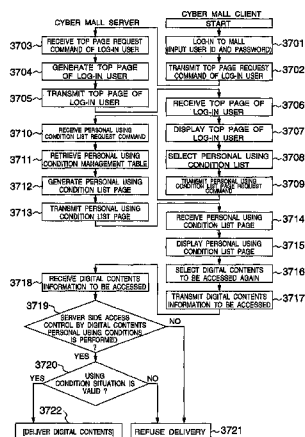 CYBER MALL SERVER
CYBER MALL CLIENT
START
3701
LOG-IN TO MALL
(INPUT USER ID AND PASSWORD)
3702
TRANSMIT TOP PAGE REQUEST
COMMAND OF LOG-IN USER
3703
RECEIVE TOP PAGE REQUEST
COMMAND OF LOG-IN USER
3704
GENERATE TOP PAGE
OF LOG-IN USER
3705
TRANSMIT TOP PAGE OF
LOG-IN USER
3706
RECEIVE TOP PAGE OF
LOG-IN USER
3707
DISPLAY TOP PAGE OF
LOG-IN USER
3708
SELECT PERSONAL USING
CONDITION LIST
3709
TRANSMIT PERSONAL USING
CONDITION LIST PAGE REQUEST
COMMAND
3710
RECEIVE PERSONAL USING
CONDITION LIST REQUEST COMMAND
3711
RETRIEVE PERSONAL USING
CONDITION MANAGEMENT TABLE
3712
GENERATE PERSONAL USING
CONDITION LIST PAGE
3713
TRANSMIT PERSONAL USING
CONDITION LIST PAGE
3714
RECEIVE PERSONAL USING
CONDITION LIST PAGE
3715
DISPLAY PERSONAL USING
CONDITION LIST PAGE
3716
SELECT DIGITAL CONTENTS
TO BE ACCESSED AGAIN
3717
TRANSMIT DIGITAL CONTENTS
INFORMATION TO BE ACCESSED
3718
RECEIVE DIGITAL CONTENTS
INFORMATION TO BE ACCESSED
3719
SERVER SIDE ACCESS
CONTROL BY DIGITAL CONTENTS
PERSONAL USING CONDITIONS
IS PERFORMED
?
NO
YES
3720
USING
CONDITION SITUATION IS
VALID ?
YES
NO
3722
[DELIVER DIGITAL CONTENTS]
REFUSE DELIVERY
3721